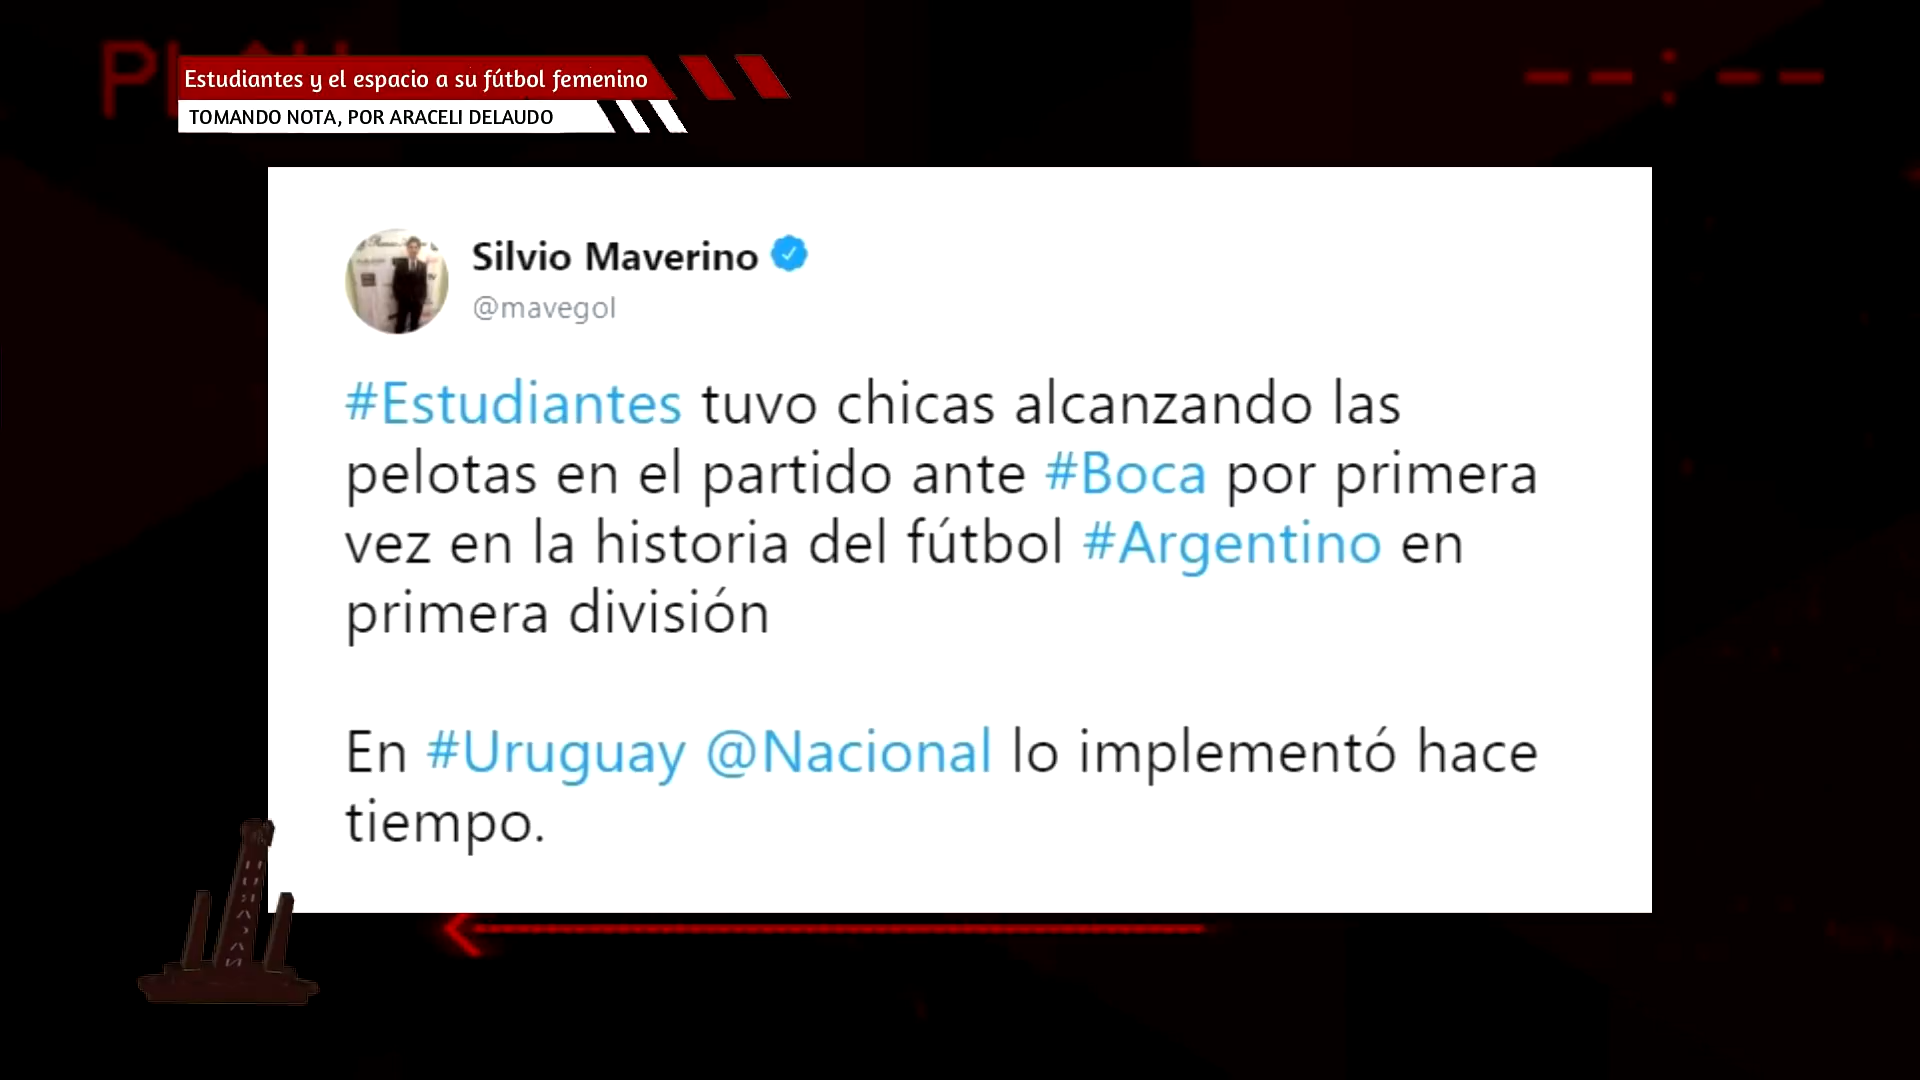 Estudiantes y el espacio a su fútbol femenino
TOMANDO NOTA, POR ARACELI DELAUDO
Silvio Maverino
@mavegol
#Estudiantes tuvo chicas alcanzando las
pelotas en el partido ante #Boca por primera
vez en la historia del fútbol #Argentino en
primera división
En #Uruguay @Nacional lo implementó hace
tiempo.